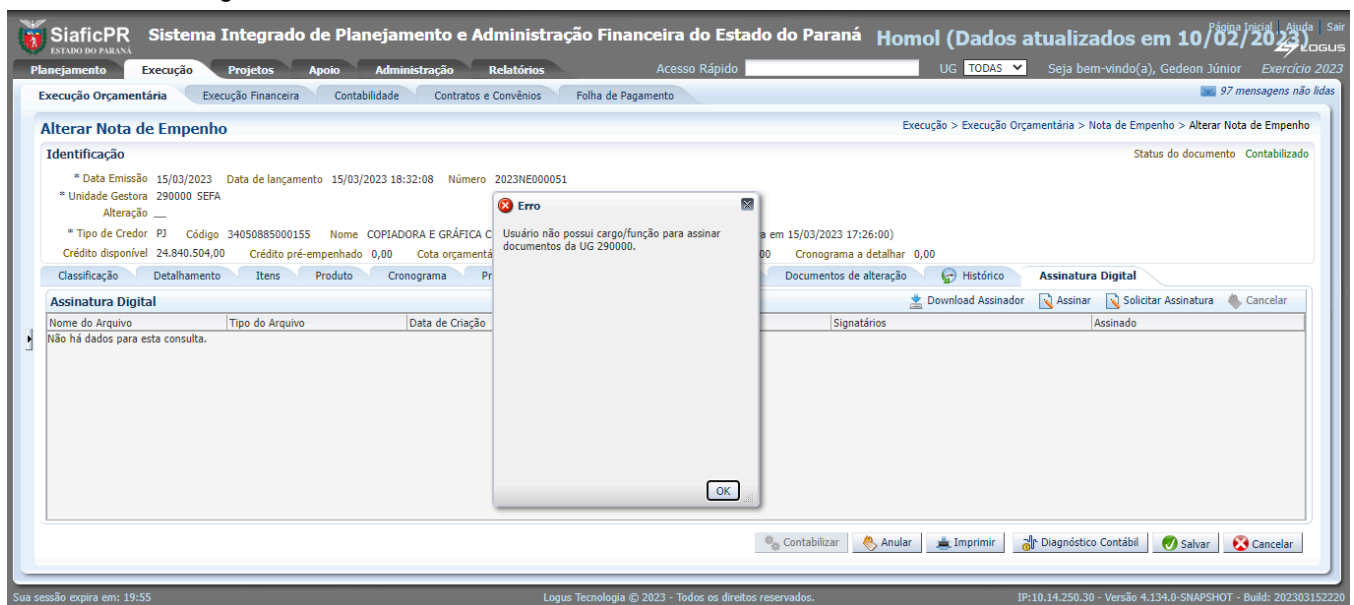 SiaficPR Sistema Integrado de Planejamento e Administração Financeira do Estado do Paraná Homol (Dados atualizados em 10/02/2023)
ESTADO DO PARANÁ
Página Inicial Ajuda Sair
LOGUS
Planejamento Execução Projetos Apoio Administração Relatórios Acesso Rápido UG TODAS Seja bem-vindo(a), Gedeon Júnior Exercício 2023
Execução Orçamentária Execução Financeira Contabilidade Contratos e Convênios Folha de Pagamento 97 mensagens não lidas
Alterar Nota de Empenho Execução > Execução Orçamentária > Nota de Empenho > Alterar Nota de Empenho
Identificação Status do documento Contabilizado
* Data Emissão 15/03/2023 Data de lançamento 15/03/2023 18:32:08 Número 2023NE000051
* Unidade Gestora 290000 SEFA
Alteração __
* Tipo de Credor PJ Código 34050885000155 Nome COPIADORA E GRÁFICA C
a em 15/03/2023 17:26:00)
Crédito disponível 24.840.504,00 Crédito pré-empenhado 0,00 Cota orçamentá
00 Cronograma a detalhar 0,00
Erro
Usuário não possui cargo/função para assinar
documentos da UG 290000.
OK
Classificação Detalhamento Itens Produto Cronograma Pr Documentos de alteração Histórico Assinatura Digital
Assinatura Digital Download Assinador Assinar Solicitar Assinatura Cancelar
Nome do Arquivo Tipo do Arquivo Data de Criação Signatários Assinado
Não há dados para esta consulta.
Contabilizar Anular Imprimir Diagnóstico Contábil Salvar Cancelar
Sua sessão expira em: 19:55 Logus Tecnologia © 2023 - Todos os direitos reservados. IP:10.14.250.30 - Versão 4.134.0-SNAPSHOT - Build: 202303152220